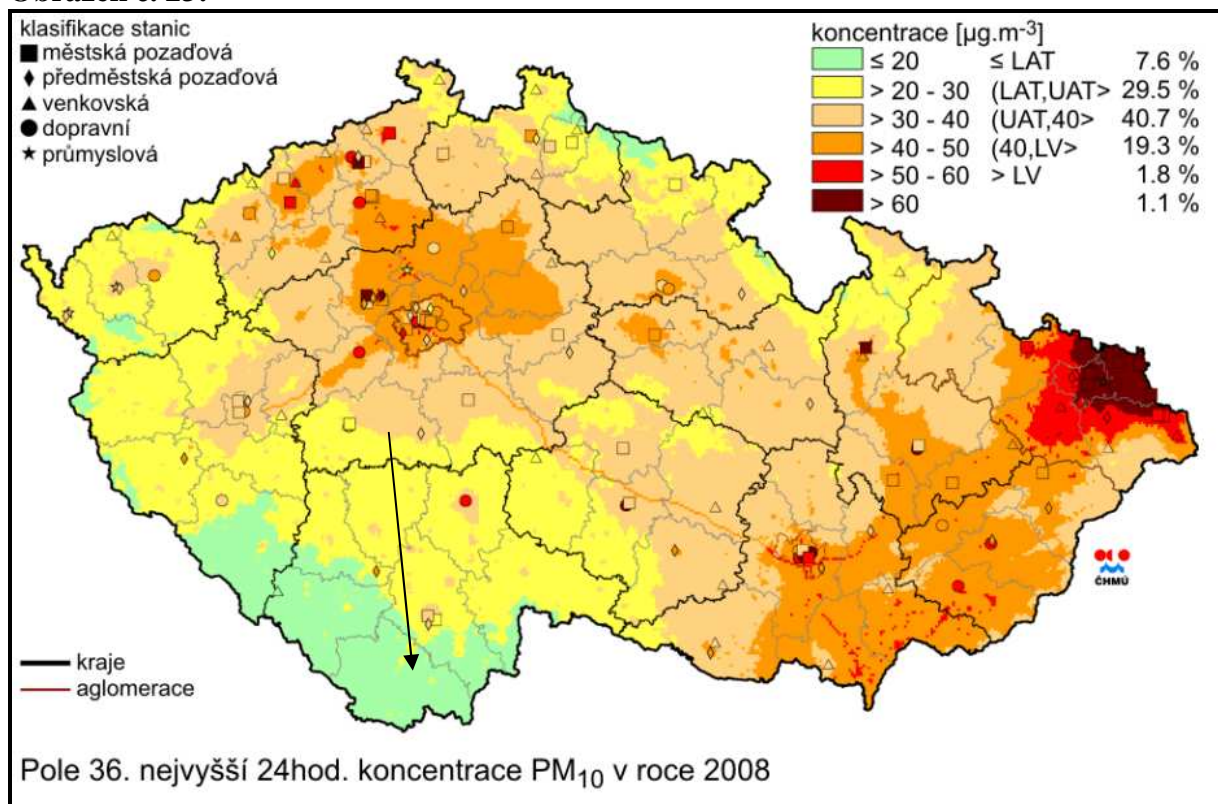 klasifikace stanic
městská pozaďová
předměstská pozaďová
venkovská
dopravní
průmyslová
koncentrace [µg.m-3]
≤ 20 ≤ LAT 7.6 %
> 20 - 30 (LAT,UAT> 29.5 %
> 30 - 40 (UAT,40> 40.7 %
> 40 - 50 (40,LV> 19.3 %
> 50 - 60 > LV 1.8 %
> 60 1.1 %
ČHMÚ
kraje
aglomerace
Pole 36. nejvyšší 24hod. koncentrace PM10 v roce 2008